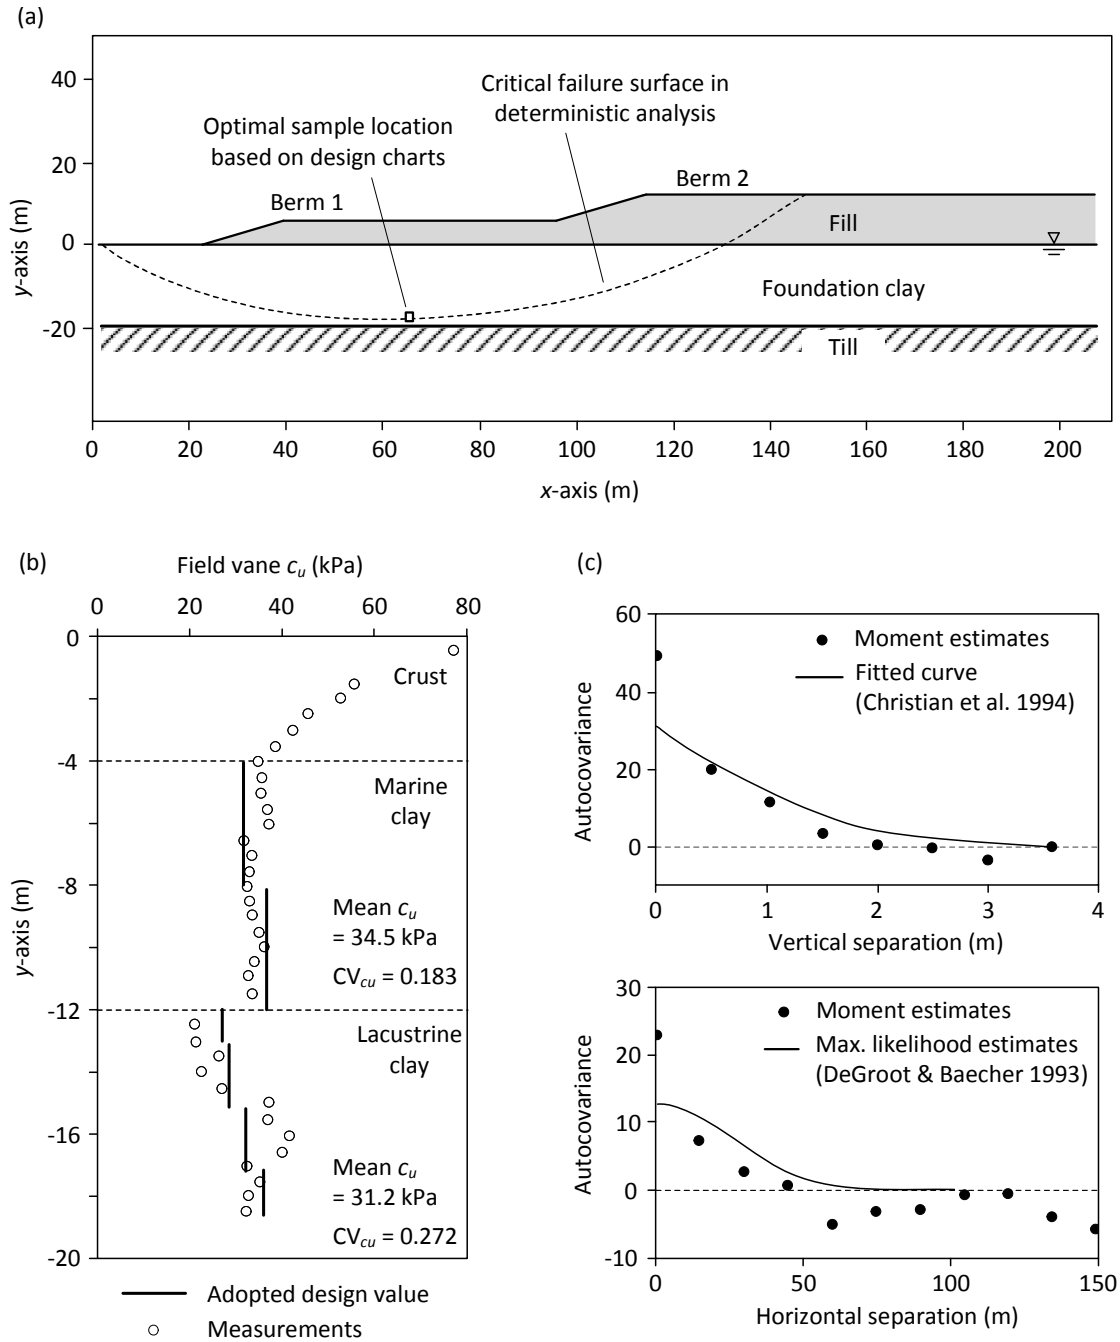 (a)
40
20
0
-20
-40
y-axis (m)
Optimal sample location
based on design charts
Critical failure surface in
deterministic analysis
Berm 1
Berm 2
Fill
Foundation clay
Till
0 20 40 60 80 100 120 140 160 180 200
x-axis (m)
(b)
Field vane cu (kPa)
0 20 40 60 80
0
-4
-8
-12
-16
-20
y-axis (m)
Crust
Marine
clay
Mean cu
= 34.5 kPa
CVcu = 0.183
Lacustrine
clay
Mean cu
= 31.2 kPa
CVcu = 0.272
Adopted design value
Measurements
(c)
60
40
20
0
Autocovariance
Moment estimates
Fitted curve
(Christian et al. 1994)
0 1 2 3 4
Vertical separation (m)
30
20
10
0
-10
Autocovariance
Moment estimates
Max. likelihood estimates
(DeGroot & Baecher 1993)
0 50 100 150
Horizontal separation (m)